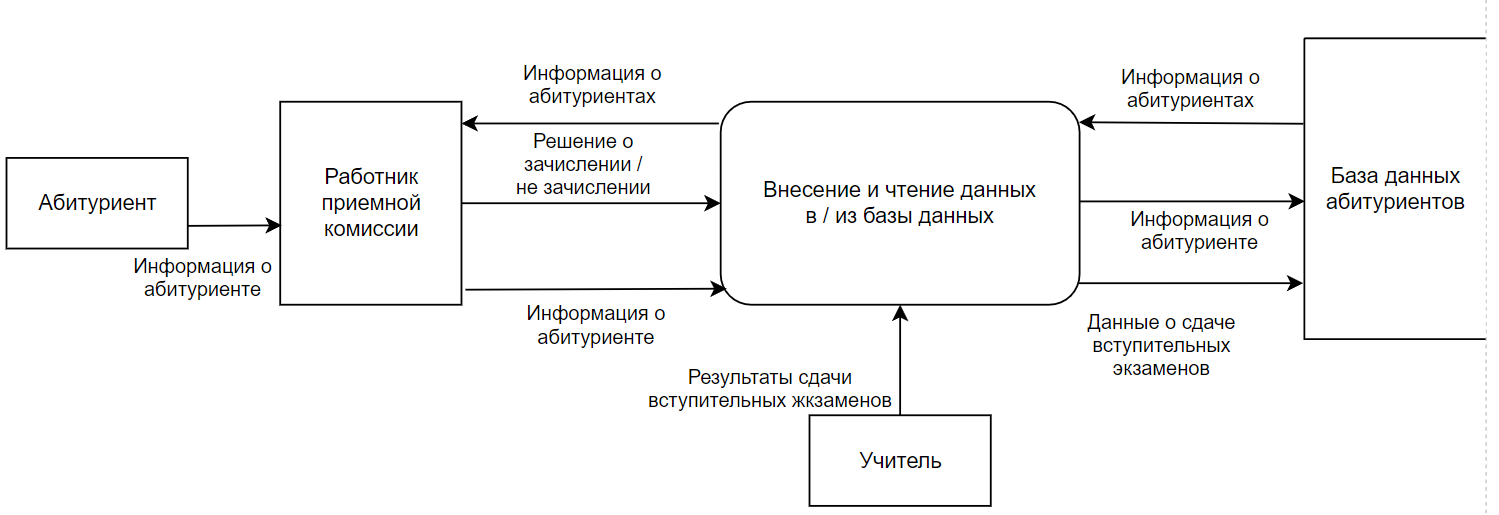 Абитуриент
Информация о
абитуриенте
Работник
приемной
комиссии
Информация о
абитуриентах
Решение о
зачислении /
не зачислении
Информация о
абитуриенте
Внесение и чтение данных
в / из базы данных
Результаты сдачи
вступительных жкзаменов
Учитель
Информация о
абитуриентах
Информация о
абитуриенте
Данные о сдаче
вступительных
экзаменов
База данных
абитуриентов